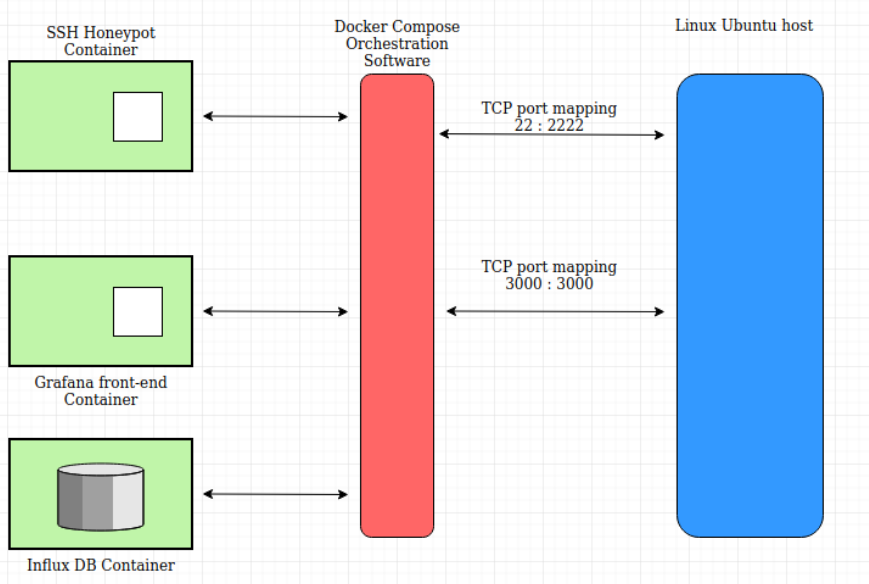 SSH Honeypot
Container
Docker Compose
Orchestration
Software
Linux Ubuntu host
TCP port mapping
22 : 2222
TCP port mapping
3000 : 3000
Grafana front-end
Container
Influx DB Container